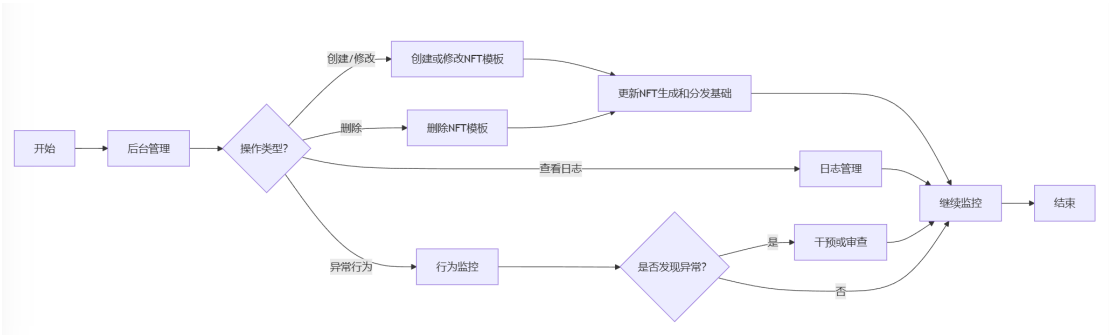 开始
后台管理
操作类型?
创建/修改
创建或修改NFT模板
删除
删除NFT模板
更新NFT生成和分发基础
查看日志
日志管理
异常行为
行为监控
是否发现异常?
是
干预或审查
否
继续监控
结束